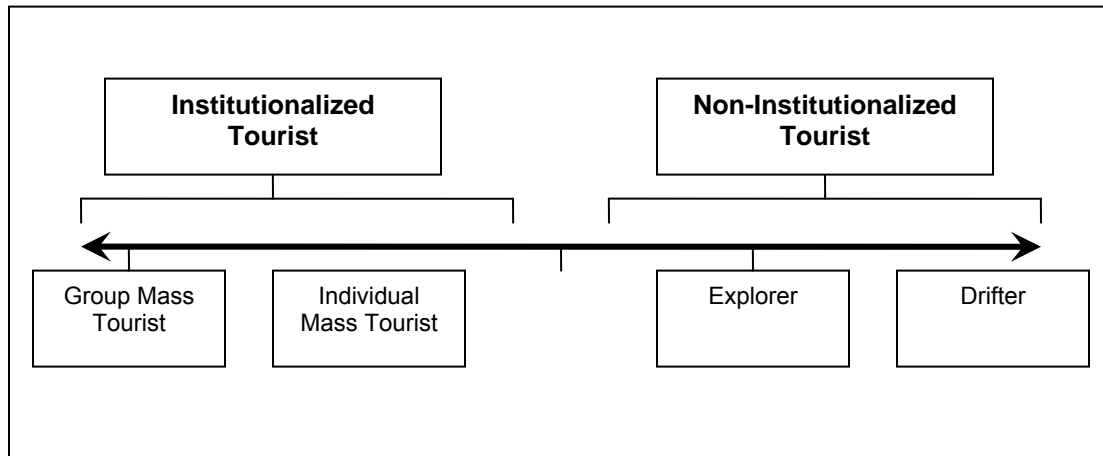 Institutionalized
Tourist
Non-Institutionalized
Tourist
Group Mass
Tourist
Individual
Mass Tourist
Explorer
Drifter